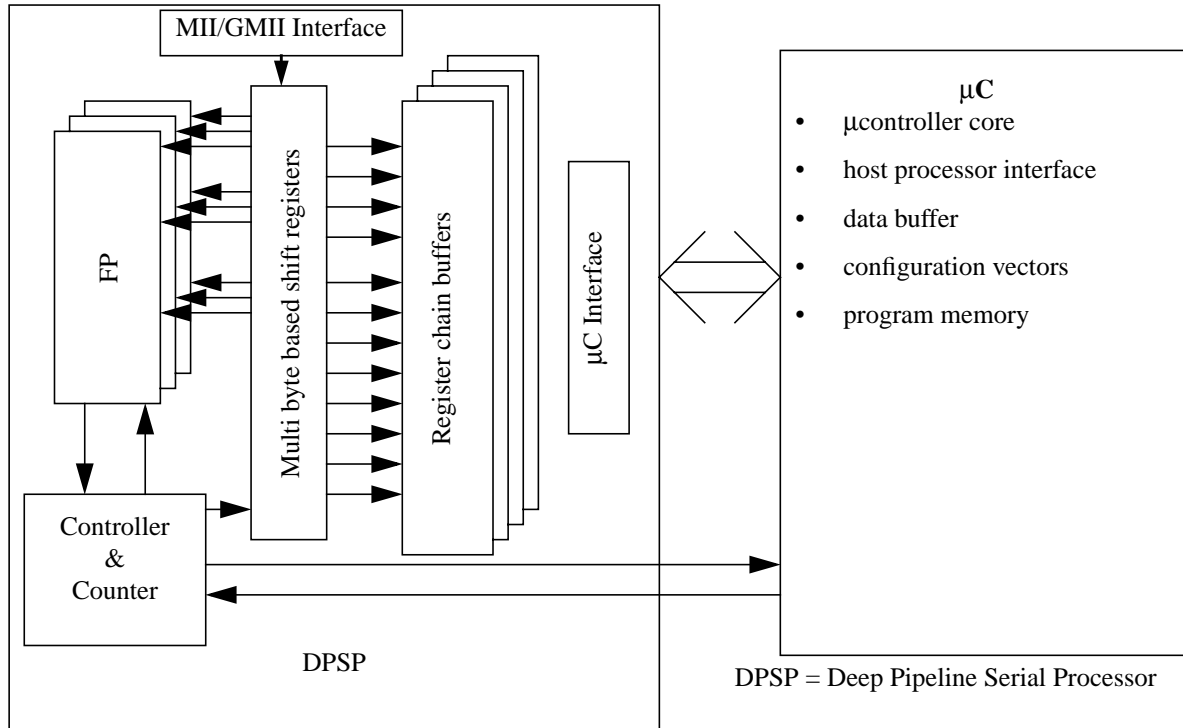 MII/GMII Interface
FP
Multi byte based shift registers
Register chain buffers
µC Interface
Controller
&
Counter
DPSP
µC
• µcontroller core
• host processor interface
• data buffer
• configuration vectors
• program memory
DPSP = Deep Pipeline Serial Processor